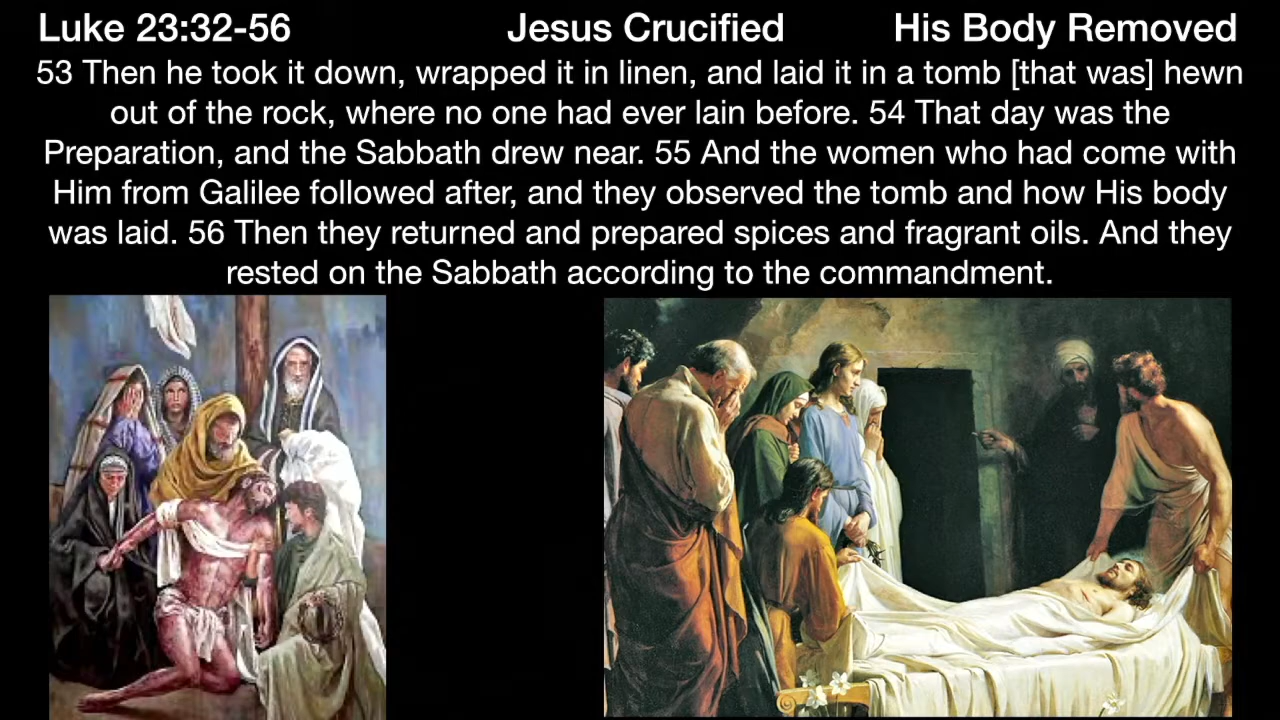 Luke 23:32-56 Jesus Crucified His Body Removed
53 Then he took it down, wrapped it in linen, and laid it in a tomb [that was] hewn
out of the rock, where no one had ever lain before. 54 That day was the
Preparation, and the Sabbath drew near. 55 And the women who had come with
Him from Galilee followed after, and they observed the tomb and how His body
was laid. 56 Then they returned and prepared spices and fragrant oils. And they
rested on the Sabbath according to the commandment.